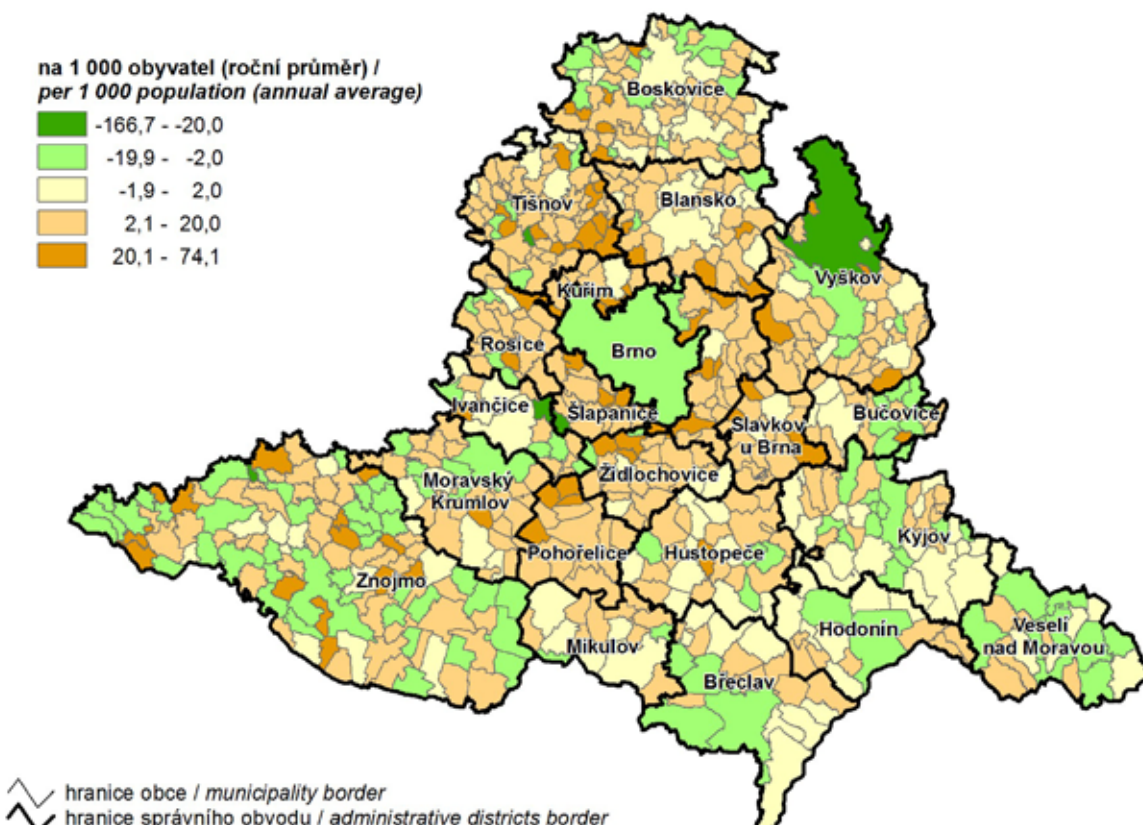 na 1 000 obyvatel (roční průměr) /
per 1 000 population (annual average)
-166,7 - -20,0
-19,9 - -2,0
-1,9 - 2,0
2,1 - 20,0
20,1 - 74,1
Boskovice
Tišnov
Blansko
Vyškov
Kuřim
Brno
Rosice
Ivančice
Šlapanice
Bučovice
Slavkov
u Brna
Židlochovice
Moravský
Krumlov
Kyjov
Pohořelice
Hustopeče
Znojmo
Hodonín
Veselí
nad Moravou
Mikulov
Břeclav
hranice obce / municipality border
hranice správního obvodu / administrative districts border